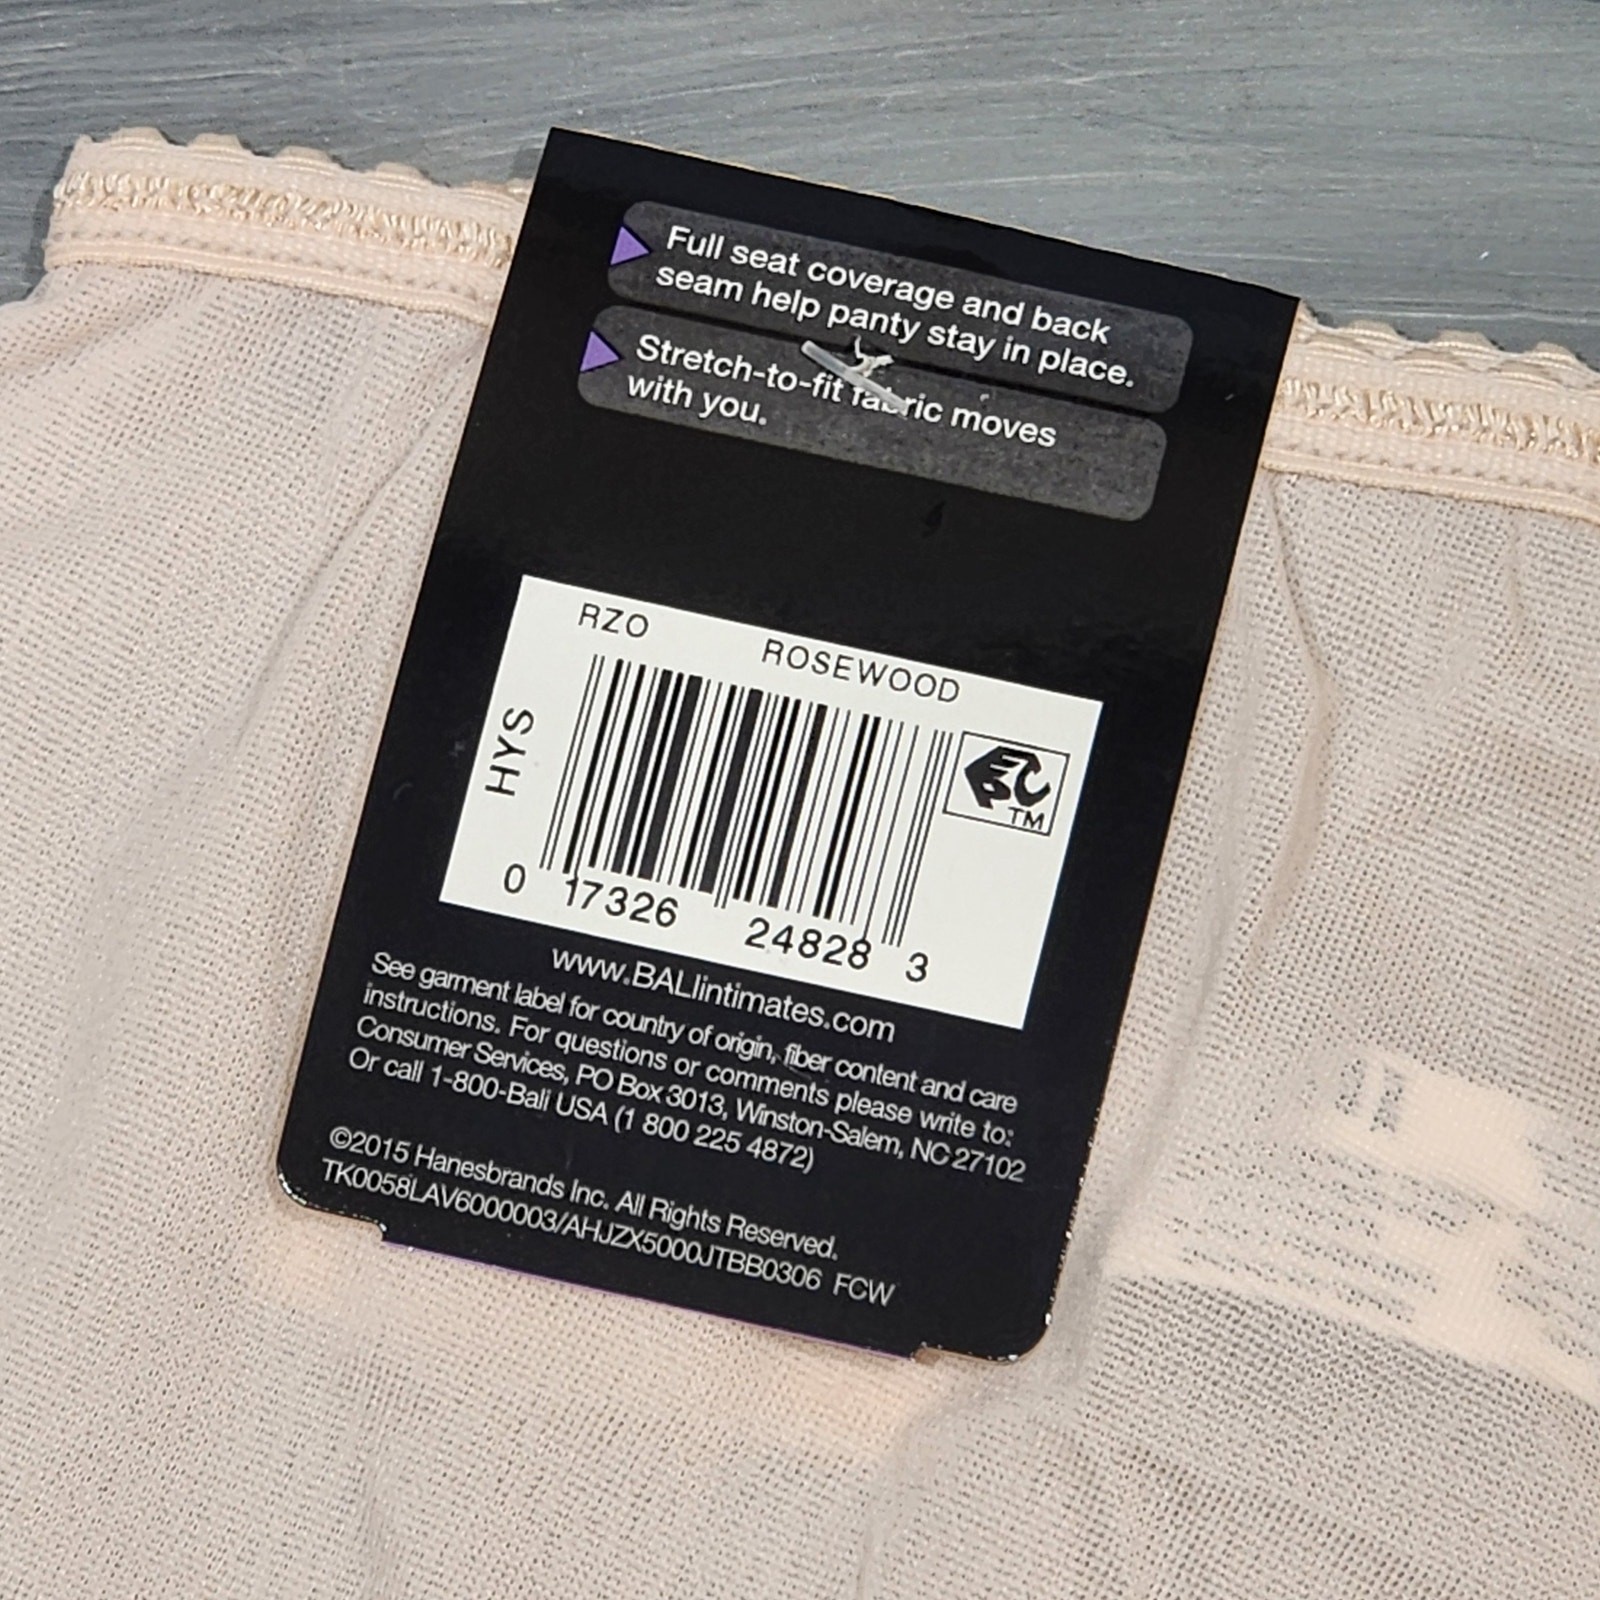 Full seat coverage and back
seam help panty stay in place.
Stretch-to-fit fabric moves
with you.
RZO ROSEWOOD
HYS
TM
0 17326 24828 3
www.BALIintimates.com
See garment label for country of origin, fiber content and care
instructions. For questions or comments please write to:
Consumer Services, PO Box 3013, Winston-Salem, NC 27102
Or call 1-800-Bali USA (1 800 225 4872)
©2015 Hanesbrands Inc. All Rights Reserved.
TK0058LAV6000003/AHJZX5000JTBB0306 FCW